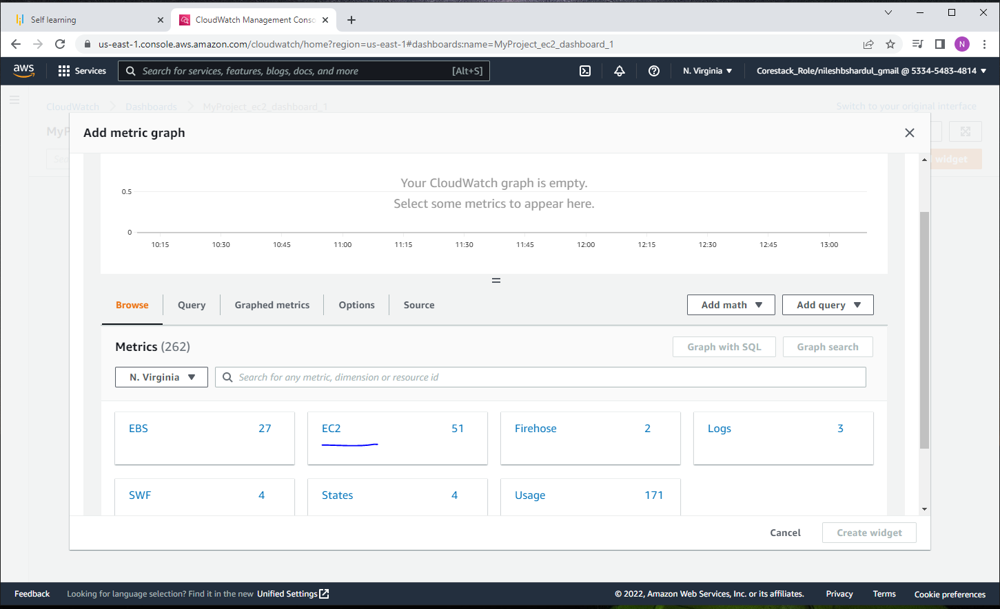 Self learning
CloudWatch Management Conso
us-east-1.console.aws.amazon.com/cloudwatch/home?region=us-east-1#dashboards:name=MyProject_ec2_dashboard_1
N
aws
Services
Search for services, features, blogs, docs, and more
[Alt+S]
N. Virginia
Corestack_Role/nileshbshardul_gmail @ 5334-5483-4814
CloudWatch
Dashboards
MyProject_ec2_dashboard_1
Switch to your original interface
MyP
Add metric graph
Sea
widget
Your CloudWatch graph is empty.
0.5
Select some metrics to appear here.
0
10:15 10:30 10:45 11:00 11:15 11:30 11:45 12:00 12:15 12:30 12:45 13:00
Browse Query Graphed metrics Options Source
Add math
Add query
Metrics (262)
Graph with SQL
Graph search
N. Virginia
Search for any metric, dimension or resource id
EBS 27
EC2 51
Firehose 2
Logs 3
SWF 4
States 4
Usage 171
Cancel
Create widget
Feedback
Looking for language selection? Find it in the new Unified Settings
© 2022, Amazon Web Services, Inc. or its affiliates.
Privacy
Terms
Cookie preferences